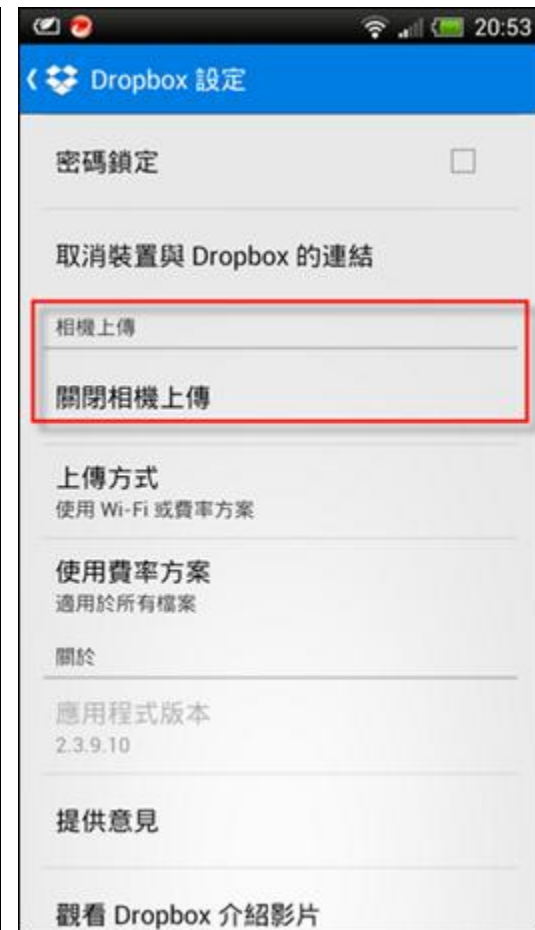 20:53
Dropbox 設定
密碼鎖定
取消裝置與 Dropbox 的連結
相機上傳
關閉相機上傳
上傳方式
使用 Wi-Fi 或費率方案
使用費率方案
適用於所有檔案
關於
應用程式版本
2.3.9.10
提供意見
觀看 Dropbox 介紹影片